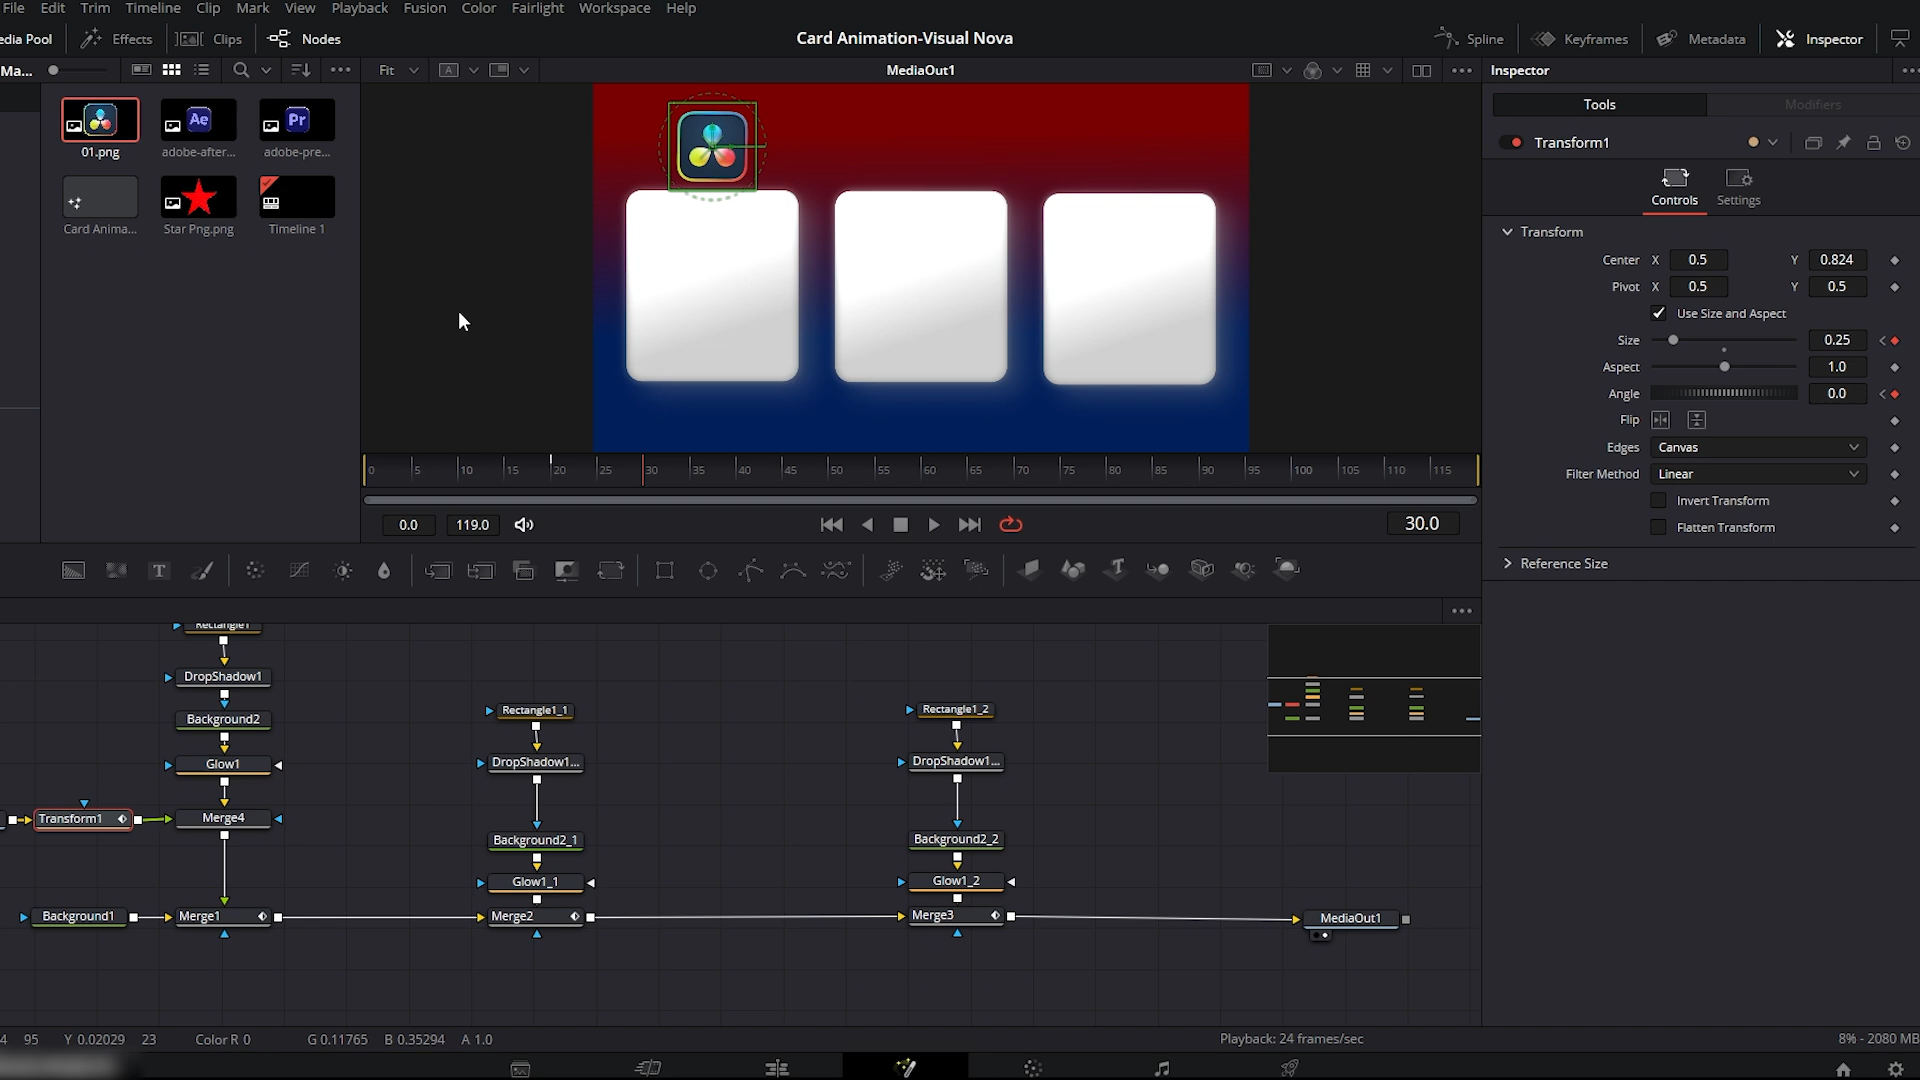 File Edit Trim Timeline Clip Mark View Playback Fusion Color Fairlight Workspace Help
edia Pool Effects Clips Nodes Card Animation-Visual Nova Spline Keyframes Metadata Inspector
Ma... Fit A MediaOut1 Inspector
Tools Modifiers
Ae Pr
01.png adobe-after... adobe-pre...
Transform1
Controls Settings
Card Anima... Star Png.png Timeline 1
Transform
Center X 0.5 Y 0.824
Pivot X 0.5 Y 0.5
Use Size and Aspect
Size 0.25
Aspect 1.0
Angle 0.0
Flip
Edges Canvas
Filter Method Linear
Invert Transform
Flatten Transform
Reference Size
0 5 10 15 20 25 30 35 40 45 50 55 60 65 70 75 80 85 90 95 100 105 110 115
0.0 119.0 30.0
T T
Rectangle1
DropShadow1
Background2
Glow1
Transform1 Merge4
Background1 Merge1
Rectangle1_1
DropShadow1...
Background2_1
Glow1_1
Merge2
Rectangle1_2
DropShadow1...
Background2_2
Glow1_2
Merge3
MediaOut1
4 95 Y 0.02029 23 Color R 0 G 0.11765 B 0.35294 A 1.0 Playback: 24 frames/sec 8% - 2080 MB